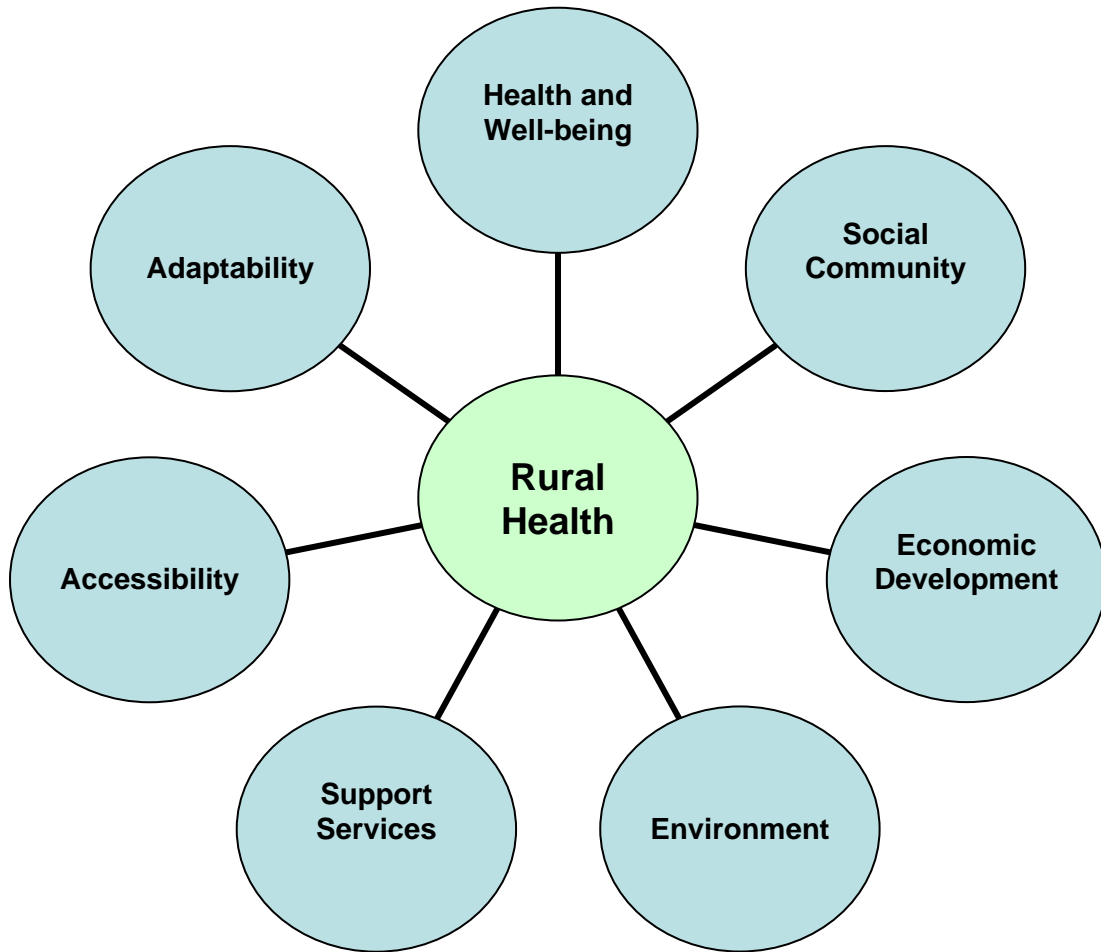 Health and
Well-being
Social
Community
Adaptability
Rural
Health
Economic
Development
Accessibility
Support
Services
Environment